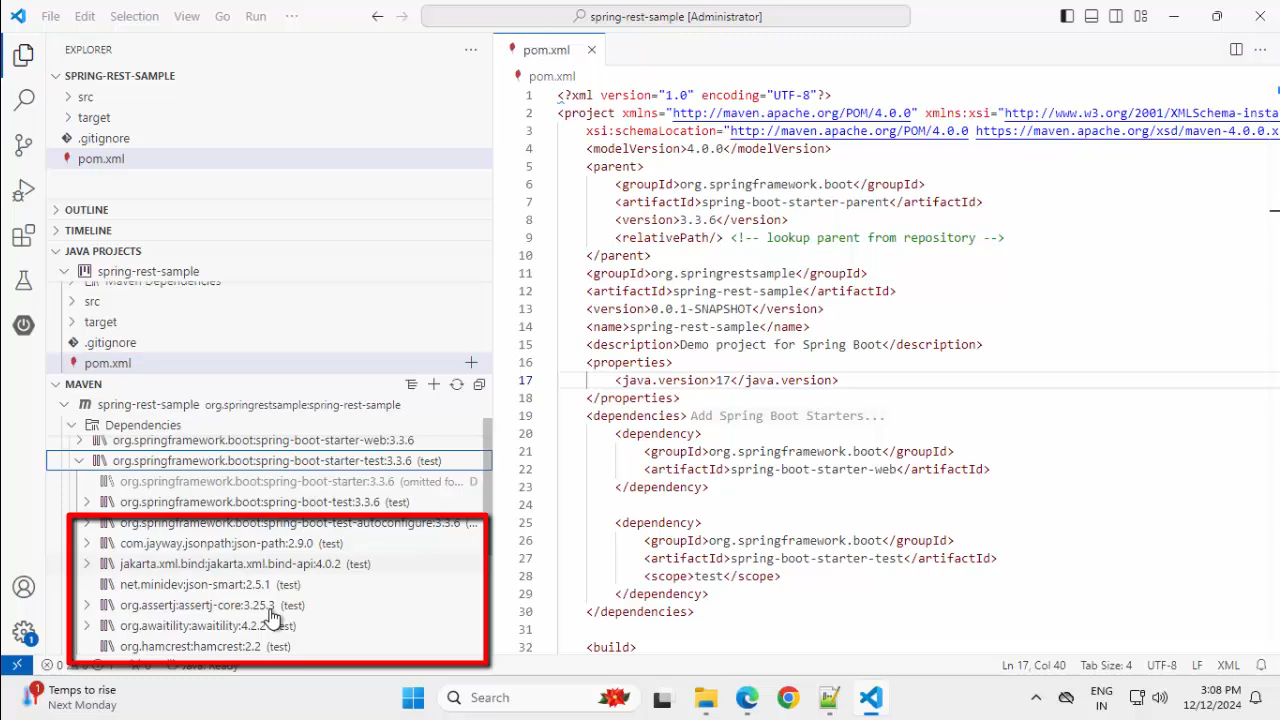 File Edit Selection View Go Run ···
spring-rest-sample [Administrator]
EXPLORER
SPRING-REST-SAMPLE
src
target
.gitignore
pom.xml
OUTLINE
TIMELINE
JAVA PROJECTS
spring-rest-sample
Maven Dependencies
src
target
.gitignore
pom.xml
MAVEN
spring-rest-sample org.springrestsample:spring-rest-sample
Dependencies
org.springframework.boot:spring-boot-starter-web:3.3.6
org.springframework.boot:spring-boot-starter-test:3.3.6 (test)
org.springframework.boot:spring-boot-starter:3.3.6 (omitted fo... D
org.springframework.boot:spring-boot-test:3.3.6 (test)
org.springframework.boot:spring-boot-test-autoconfigure:3.3.6 (...
com.jayway.jsonpath:json-path:2.9.0 (test)
jakarta.xml.bind:jakarta.xml.bind-api:4.0.2 (test)
net.minidev:json-smart:2.5.1 (test)
org.assertj:assertj-core:3.25.3 (test)
org.awaitility:awaitility:4.2.2 (test)
org.hamcrest:hamcrest:2.2 (test)
pom.xml
pom.xml
1 <?xml version="1.0" encoding="UTF-8"?>
2 <project xmlns="http://maven.apache.org/POM/4.0.0" xmlns:xsi="http://www.w3.org/2001/XMLSchema-insta
3 xsi:schemaLocation="http://maven.apache.org/POM/4.0.0 https://maven.apache.org/xsd/maven-4.0.0.x
4 <modelVersion>4.0.0</modelVersion>
5 <parent>
6 <groupId>org.springframework.boot</groupId>
7 <artifactId>spring-boot-starter-parent</artifactId>
8 <version>3.3.6</version>
9 <relativePath/> <!-- lookup parent from repository -->
10 </parent>
11 <groupId>org.springrestsample</groupId>
12 <artifactId>spring-rest-sample</artifactId>
13 <version>0.0.1-SNAPSHOT</version>
14 <name>spring-rest-sample</name>
15 <description>Demo project for Spring Boot</description>
16 <properties>
17 <java.version>17</java.version>
18 </properties>
19 <dependencies> Add Spring Boot Starters...
20 <dependency>
21 <groupId>org.springframework.boot</groupId>
22 <artifactId>spring-boot-starter-web</artifactId>
23 </dependency>
24
25 <dependency>
26 <groupId>org.springframework.boot</groupId>
27 <artifactId>spring-boot-starter-test</artifactId>
28 <scope>test</scope>
29 </dependency>
30 </dependencies>
31
32 <build>
1
Java: Ready
Ln 17, Col 40 Tab Size: 4 UTF-8 LF XML
1
Temps to rise
Next Monday
Search
ENG
IN
3:08 PM
12/12/2024